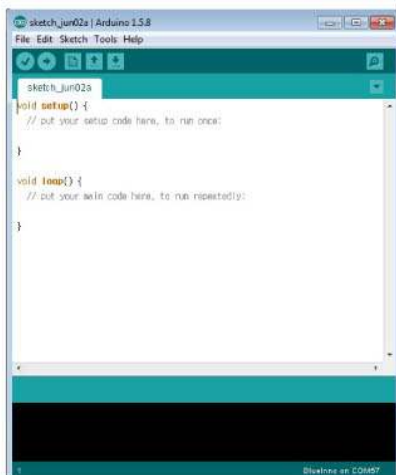 sketch_jun02a | Arduino 1.5.8
File Edit Sketch Tools Help
sketch_jun02a
void setup() {
// put your setup code here, to run once:
}
void loop() {
// put your main code here, to run repeatedly:
}
1
BlueInno on COM57